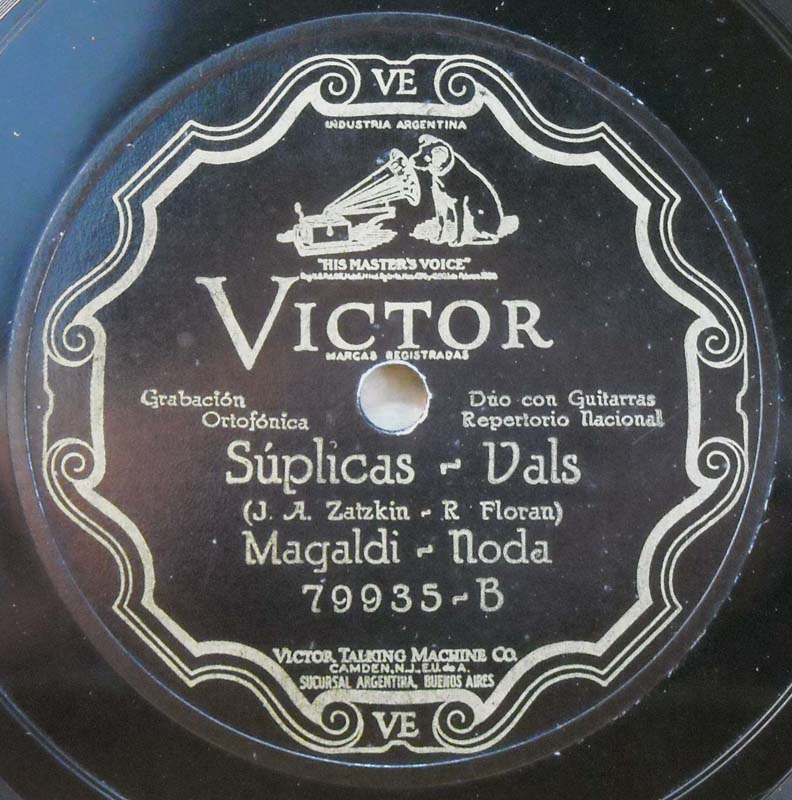 VE
INDUSTRIA ARGENTINA
"HIS MASTER'S VOICE"
VICTOR
MARCAS REGISTRADAS
Grabación
Ortofónica
Dúo con Guitarras
Repertorio Nacional
Súplicas - Vals
(J. A. Zatzkin - R Floran)
Magaldi - Noda
79935-B
VICTOR TALKING MACHINE CO.
CAMDEN, N.J., E.U. de A.
SUCURSAL ARGENTINA, BUENOS AIRES
VE